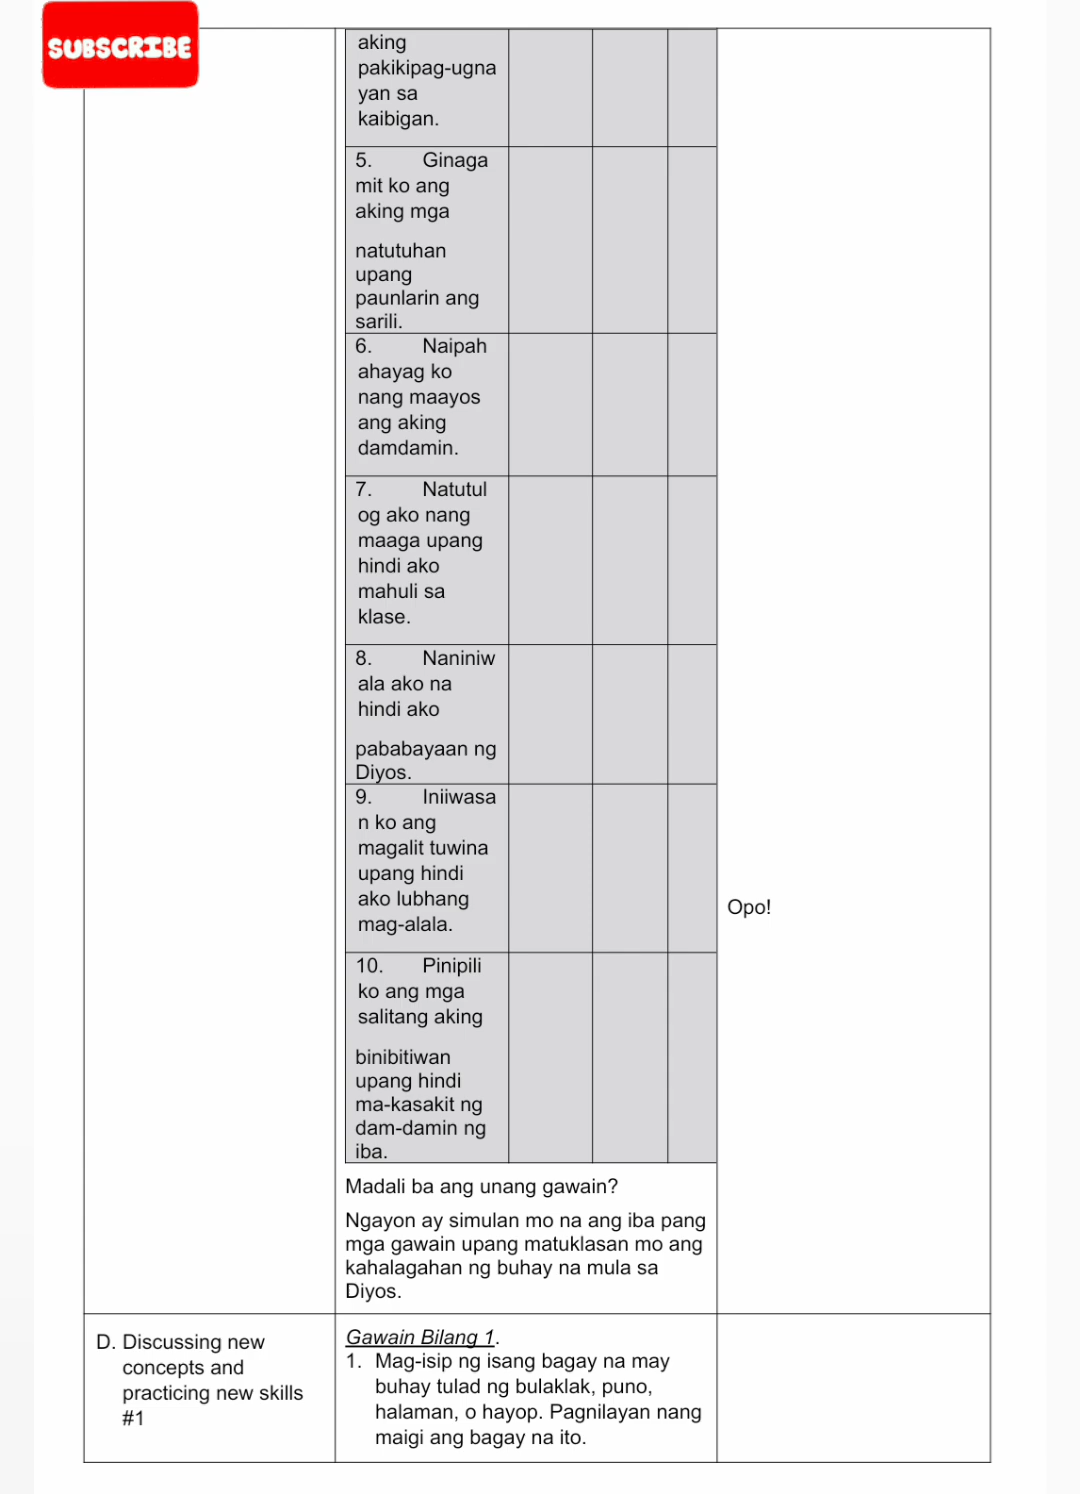 SUBSCRIBE
aking
pakikipag-ugna
yan sa
kaibigan.
5. Ginaga
mit ko ang
aking mga
natutuhan
upang
paunlarin ang
sarili.
6. Naipah
ahayag ko
nang maayos
ang aking
damdamin.
7. Natutul
og ako nang
maaga upang
hindi ako
mahuli sa
klase.
8. Naniniw
ala ako na
hindi ako
pababayaan ng
Diyos.
9. Iniiwasa
n ko ang
magalit tuwina
upang hindi
ako lubhang
mag-alala.
Opo!
10. Pinipili
ko ang mga
salitang aking
binibitiwan
upang hindi
ma-kasakit ng
dam-damin ng
iba.
Madali ba ang unang gawain?
Ngayon ay simulan mo na ang iba pang
mga gawain upang matuklasan mo ang
kahalagahan ng buhay na mula sa
Diyos.
D. Discussing new
concepts and
practicing new skills
#1
Gawain Bilang 1.
1. Mag-isip ng isang bagay na may
buhay tulad ng bulaklak, puno,
halaman, o hayop. Pagnilayan nang
maigi ang bagay na ito.